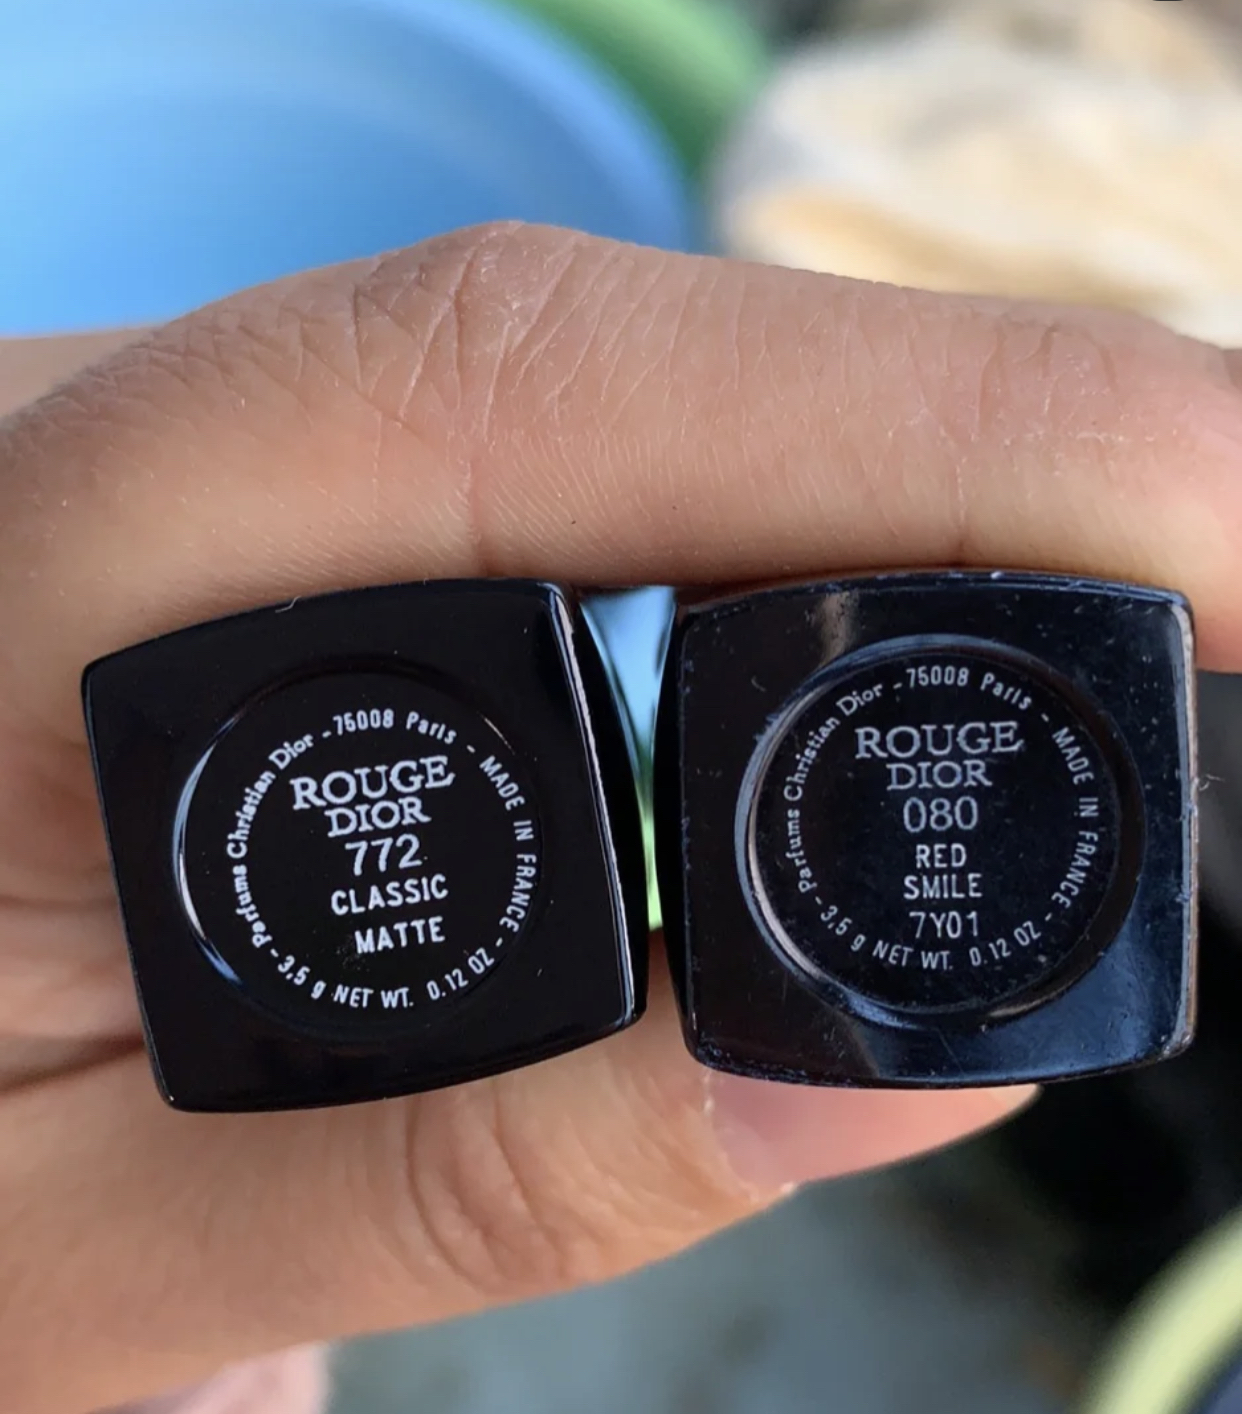 Parfums Christian Dior - 75008 Paris - MADE IN FRANCE -
ROUGE
DIOR
772
CLASSIC
MATTE
3,5 g NET WT. 0.12 OZ -
Parfums Christian Dior - 75008 Paris - MADE IN FRANCE -
ROUGE
DIOR
080
RED
SMILE
7Y01
3,5 g NET WT. 0.12 OZ -